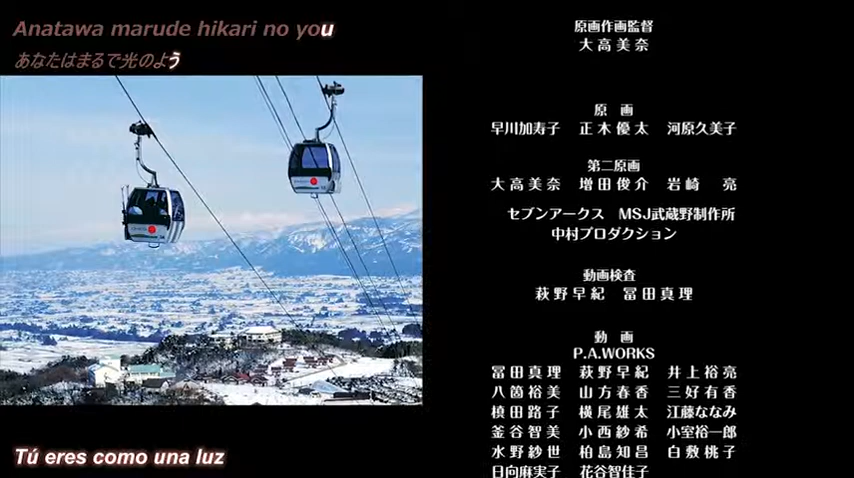 Anatawa marude hikari no you
あなたはまるで光のよう
原画作画監督
大高美奈
原画
早川加寿子 正木優太 河原久美子
第二原画
大高美奈 増田俊介 岩崎 亮
セブンアークス MSJ武蔵野制作所
中村プロダクション
動画検査
萩野早紀 冨田真理
動画
P.A.WORKS
冨田真理 萩野早紀 井上裕亮
八箇裕美 山方春香 三好有香
槙田路子 横尾雄太 江藤ななみ
釜谷智美 小西紗希 小室裕一郎
水野紗世 柏島知昌 白敷桃子
日向麻実子 花谷智佳子
Tú eres como una luz